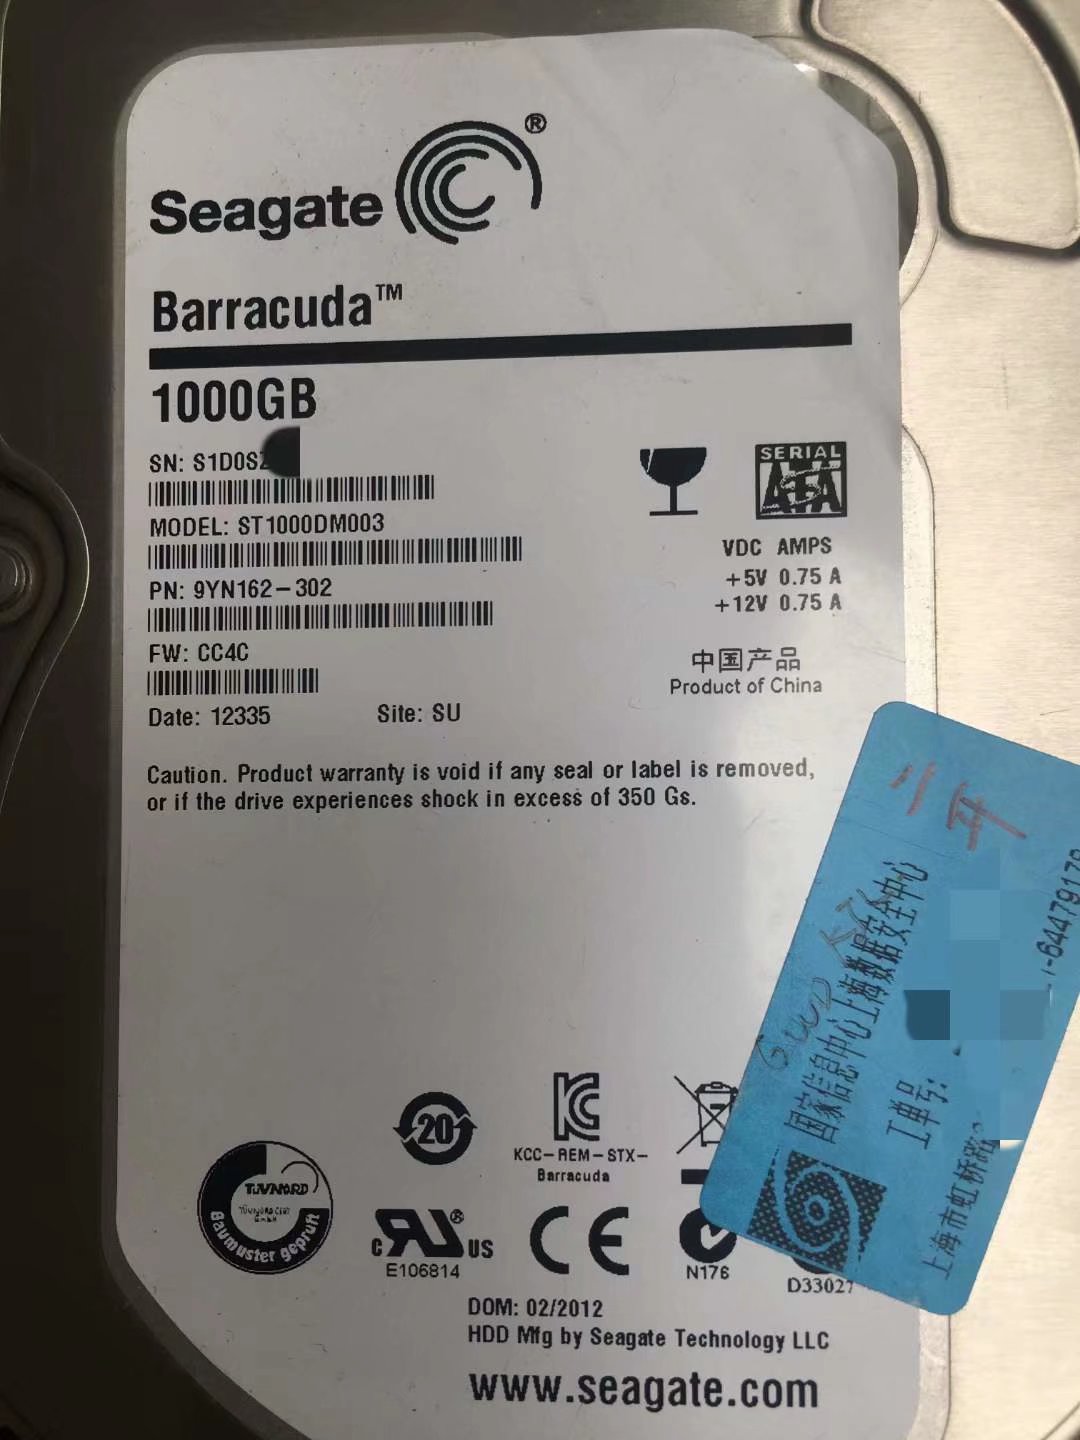 Seagate ®
Barracuda™
1000GB
SN: S1D0S
SERIAL
ATA
MODEL: ST1000DM003
VDC AMPS
+5V 0.75 A
+12V 0.75 A
PN: 9YN162-302
FW: CC4C
中国产品
Product of China
Date: 12335 Site: SU
Caution. Product warranty is void if any seal or label is removed,
or if the drive experiences shock in excess of 350 Gs.
国家信息中心上海数据安全中心
工单号:
-64479179
上海市虹桥路
20
KCC-REM-STX-
Barracuda
TUVNORD
Baumuster geprüft
c US ®
E106814
CE
N176
D33027
DOM: 02/2012
HDD Mfg by Seagate Technology LLC
www.seagate.com